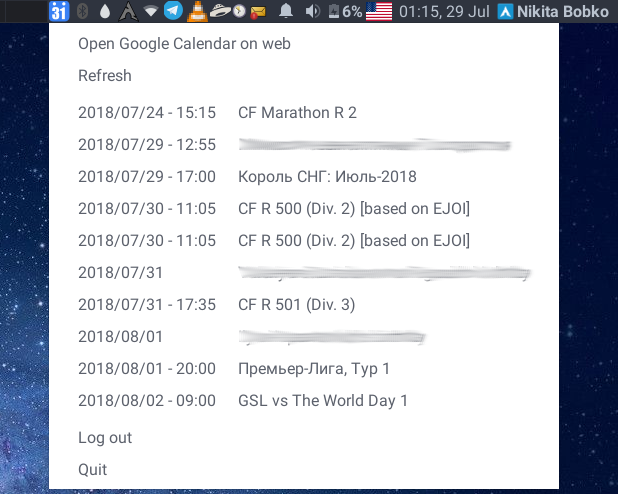 31 6% 01:15, 29 Jul Nikita Bobko
Open Google Calendar on web
Refresh
2018/07/24 - 15:15 CF Marathon R 2
2018/07/29 - 12:55
2018/07/29 - 17:00 Король СНГ: Июль-2018
2018/07/30 - 11:05 CF R 500 (Div. 2) [based on EJOI]
2018/07/30 - 11:05 CF R 500 (Div. 2) [based on EJOI]
2018/07/31
2018/07/31 - 17:35 CF R 501 (Div. 3)
2018/08/01
2018/08/01 - 20:00 Премьер-Лига, Тур 1
2018/08/02 - 09:00 GSL vs The World Day 1
Log out
Quit